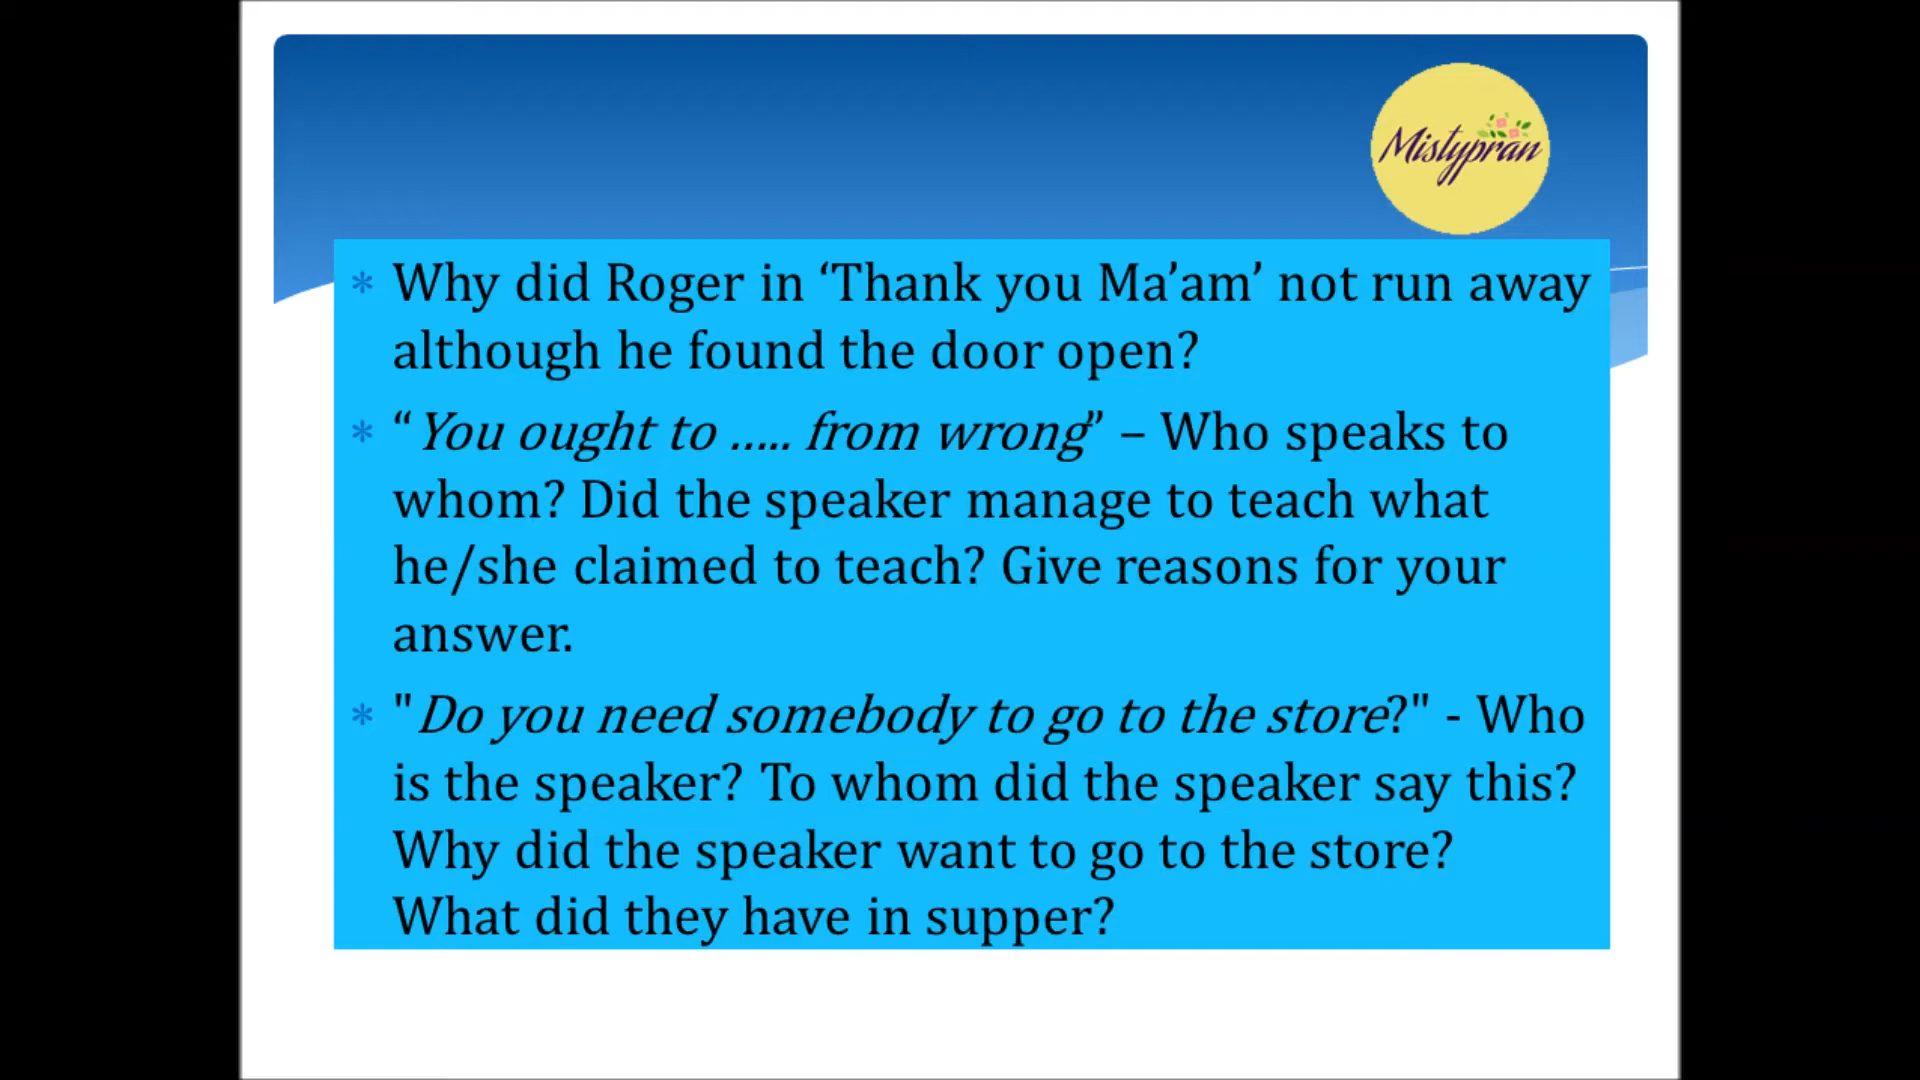 Mistypran
* Why did Roger in ‘Thank you Ma’am’ not run away
although he found the door open?
* “You ought to ….. from wrong” – Who speaks to
whom? Did the speaker manage to teach what
he/she claimed to teach? Give reasons for your
answer.
* "Do you need somebody to go to the store?" - Who
is the speaker? To whom did the speaker say this?
Why did the speaker want to go to the store?
What did they have in supper?